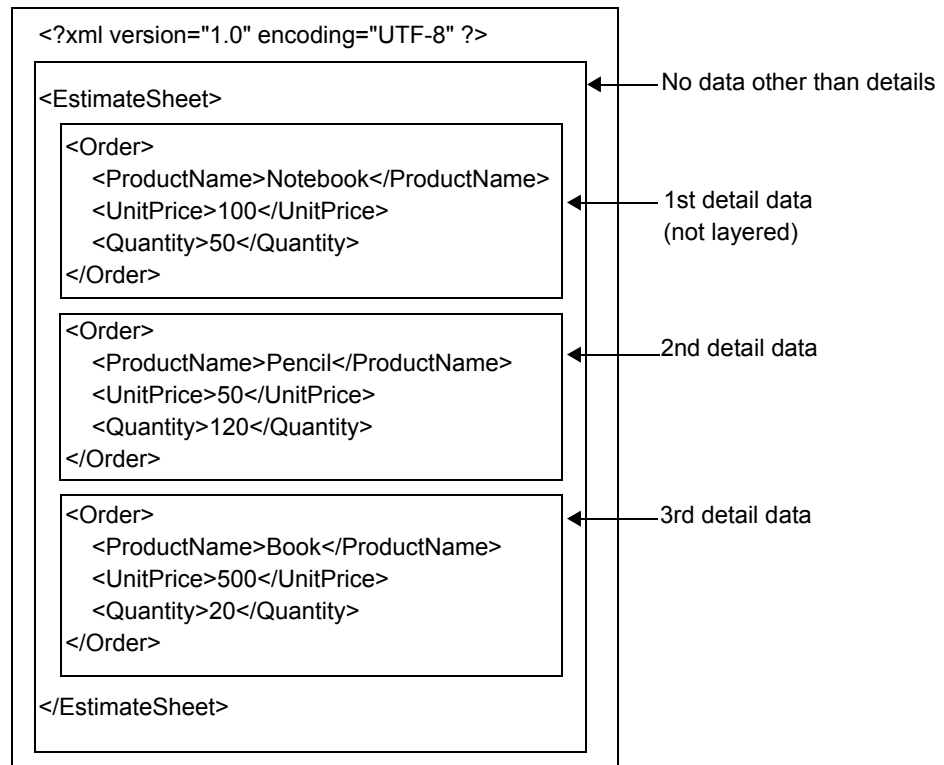 <?xml version="1.0" encoding="UTF-8" ?>
<EstimateSheet>
<Order>
<ProductName>Notebook</ProductName>
<UnitPrice>100</UnitPrice>
<Quantity>50</Quantity>
</Order>
<Order>
<ProductName>Pencil</ProductName>
<UnitPrice>50</UnitPrice>
<Quantity>120</Quantity>
</Order>
<Order>
<ProductName>Book</ProductName>
<UnitPrice>500</UnitPrice>
<Quantity>20</Quantity>
</Order>
</EstimateSheet>
No data other than details
1st detail data
(not layered)
2nd detail data
3rd detail data